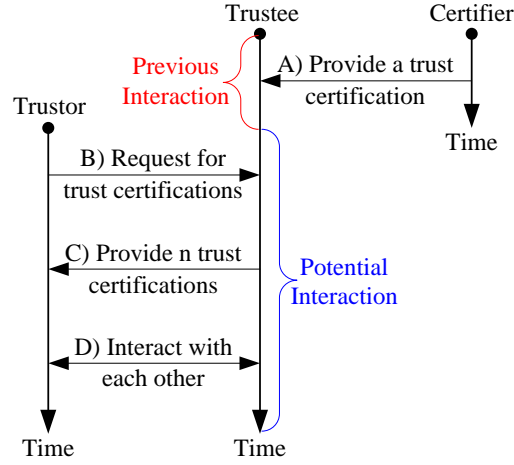 Trustee
Certifier
Previous
Interaction
A) Provide a trust
certification
Trustor
Time
B) Request for
trust certifications
C) Provide n trust
certifications
Potential
Interaction
D) Interact with
each other
Time
Time